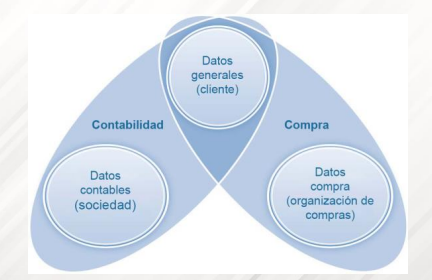 Datos
generales
(cliente)
Contabilidad
Compra
Datos
contables
(sociedad)
Datos
compra
(organización de
compras)